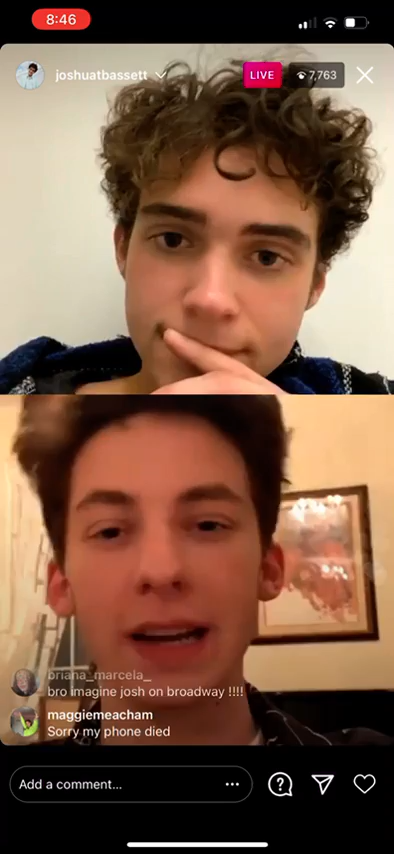 8:46
joshuatbassett
LIVE
7,763
briana_marcela_
bro imagine josh on broadway !!!!
maggiemeacham
Sorry my phone died
Add a comment...